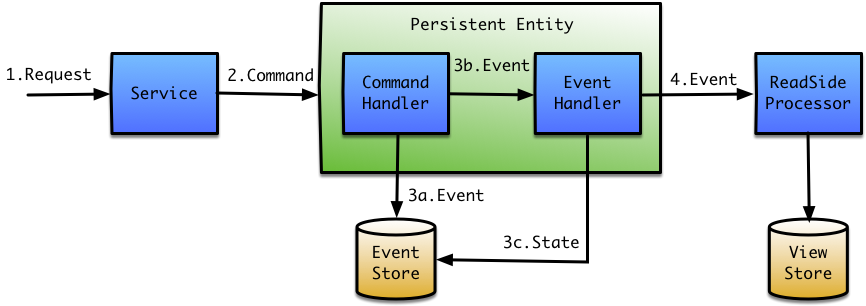 Persistent Entity
1.Request
Service
2.Command
Command
Handler
3b.Event
Event
Handler
4.Event
ReadSide
Processor
3a.Event
3c.State
Event
Store
View
Store